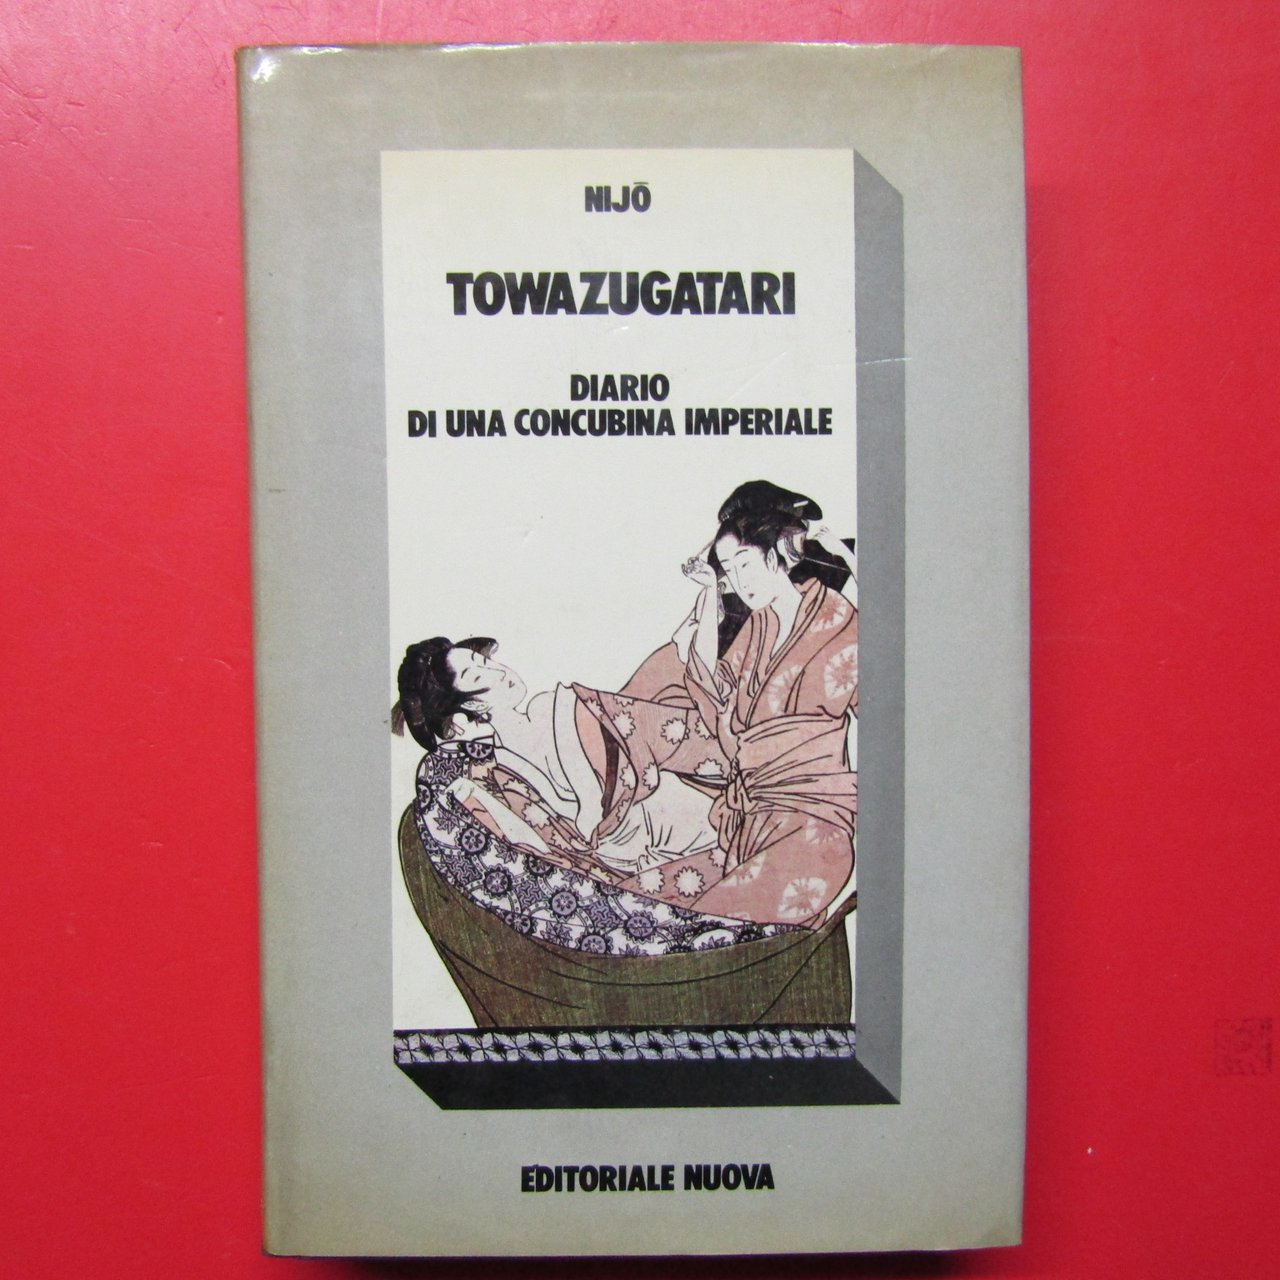 NIJŌ
TOWAZUGATARI
DIARIO
DI UNA CONCUBINA IMPERIALE
EDITORIALE NUOVA